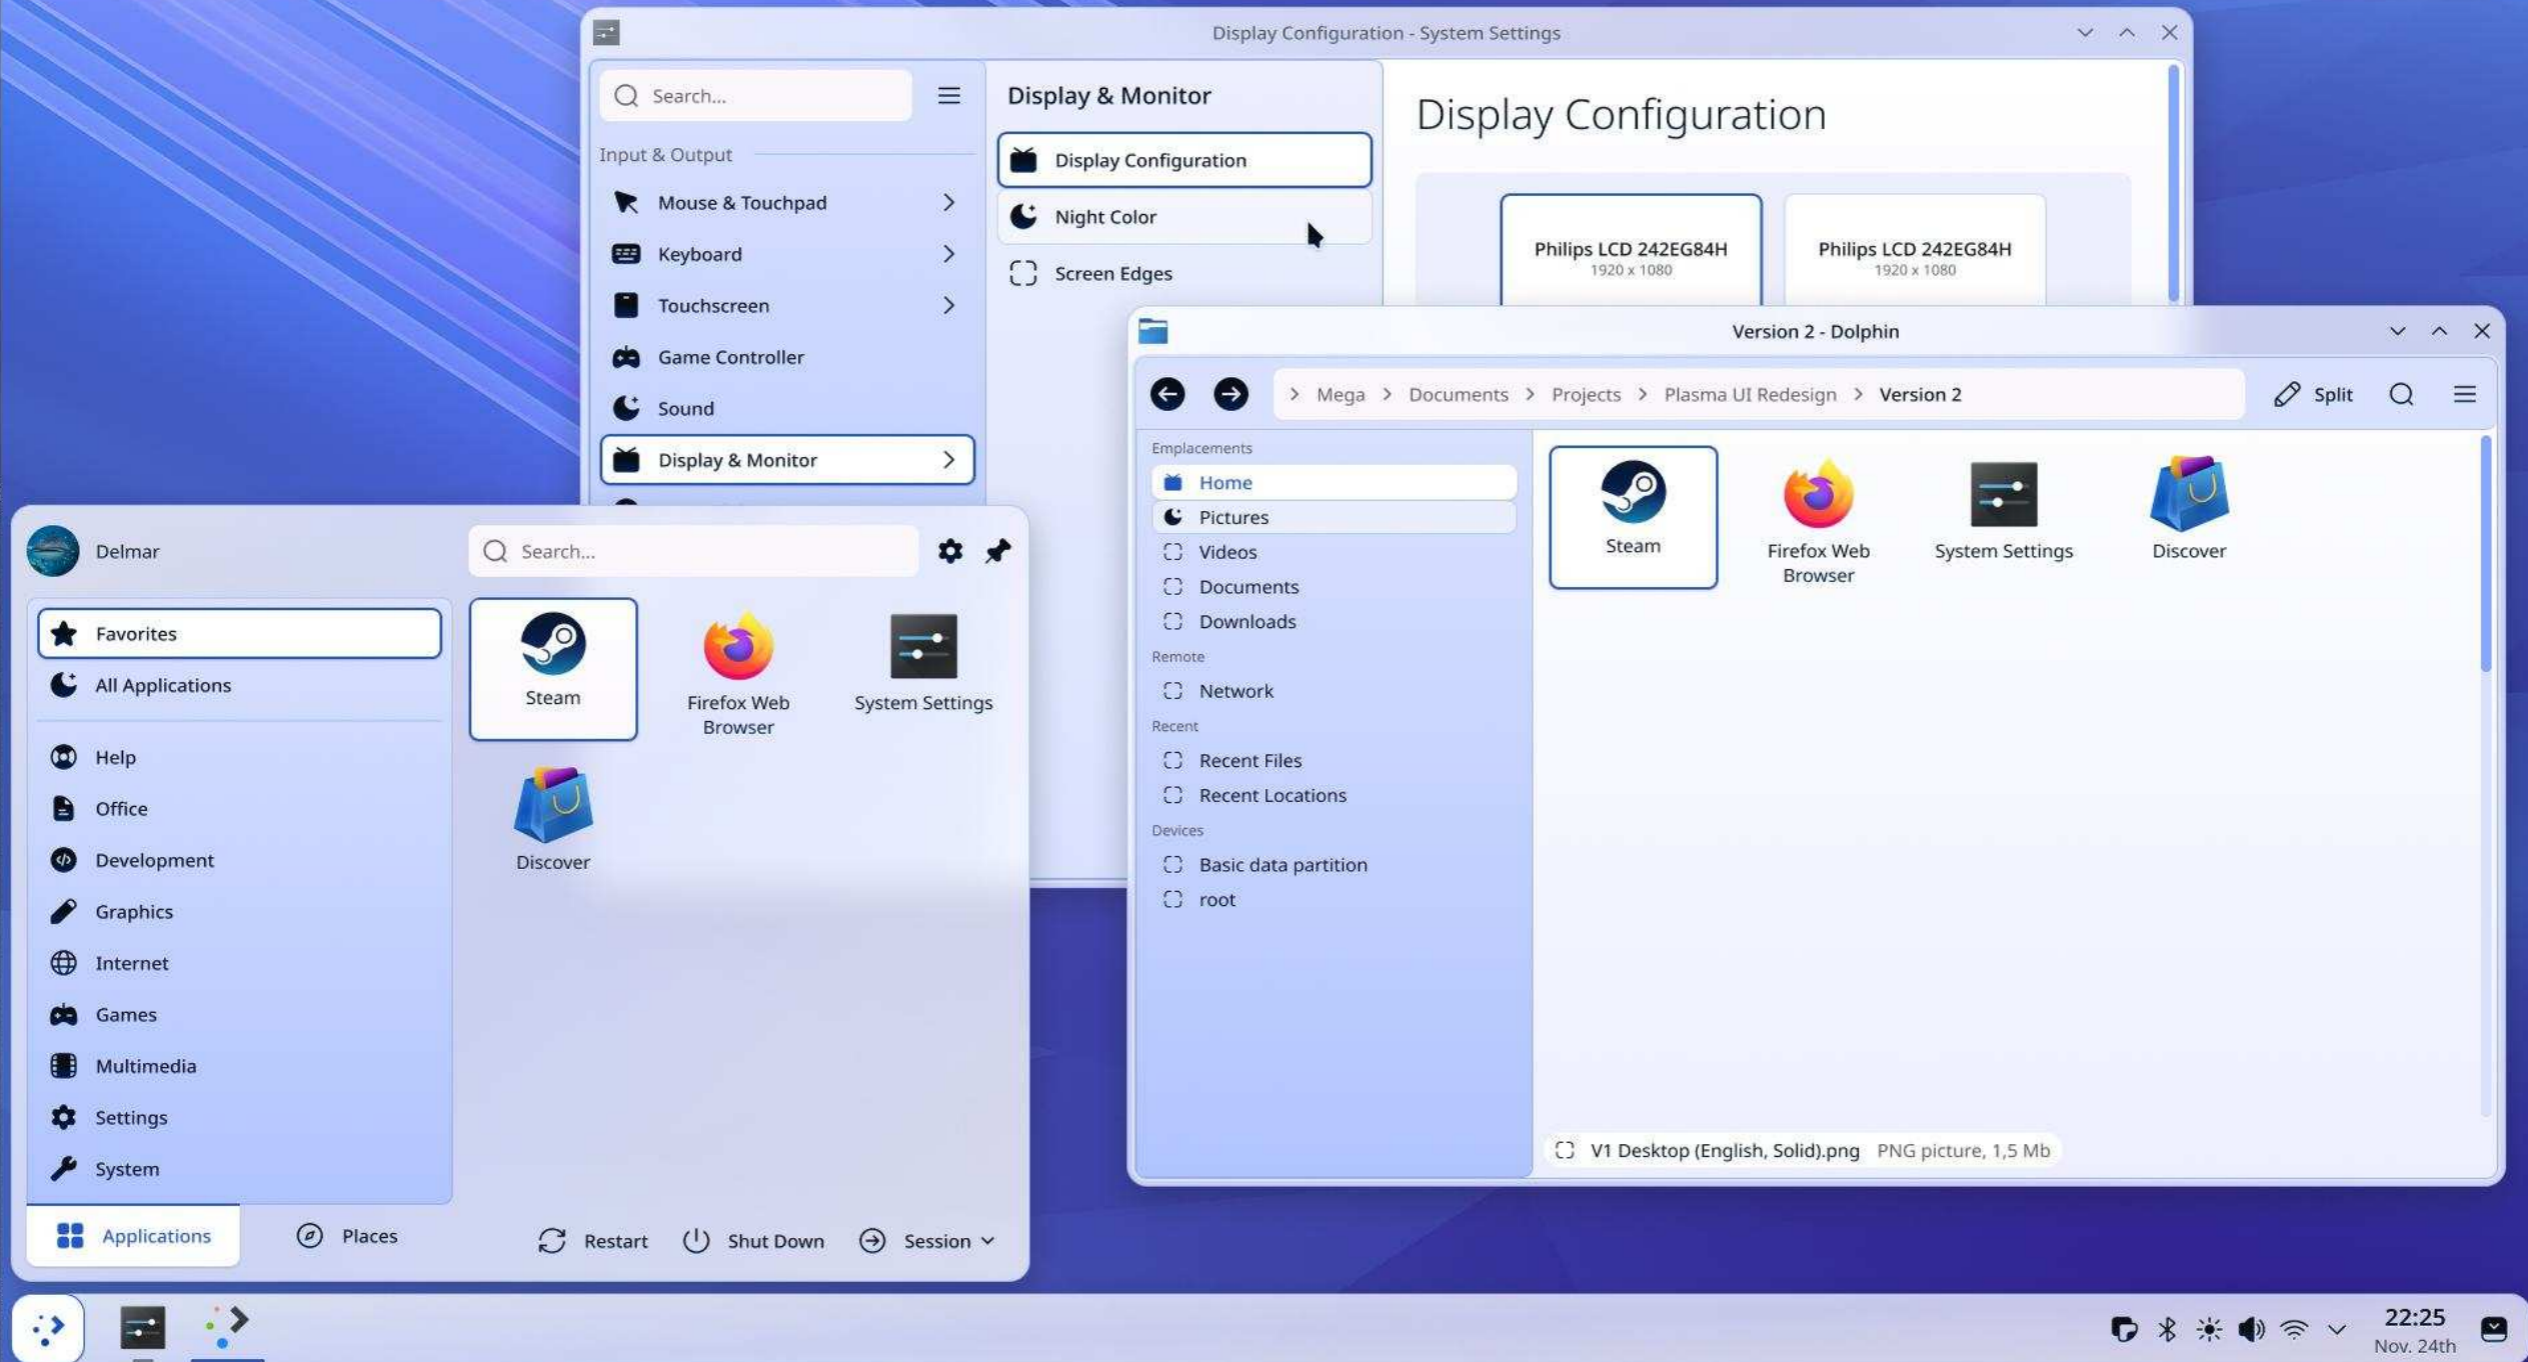 Display Configuration - System Settings
Search...
Input & Output
Mouse & Touchpad
Keyboard
Touchscreen
Game Controller
Sound
Display & Monitor
Display & Monitor
Display Configuration
Night Color
Screen Edges
Display Configuration
Philips LCD 242EG84H
1920 x 1080
Philips LCD 242EG84H
1920 x 1080
Version 2 - Dolphin
> Mega > Documents > Projects > Plasma UI Redesign > Version 2
Split
Emplacements
Home
Pictures
Videos
Documents
Downloads
Remote
Network
Recent
Recent Files
Recent Locations
Devices
Basic data partition
root
Steam
Firefox Web
Browser
System Settings
Discover
V1 Desktop (English, Solid).png PNG picture, 1,5 Mb
Delmar
Search...
Favorites
All Applications
Help
Office
Development
Graphics
Internet
Games
Multimedia
Settings
System
Steam
Firefox Web
Browser
System Settings
Discover
Applications
Places
Restart
Shut Down
Session
22:25
Nov. 24th